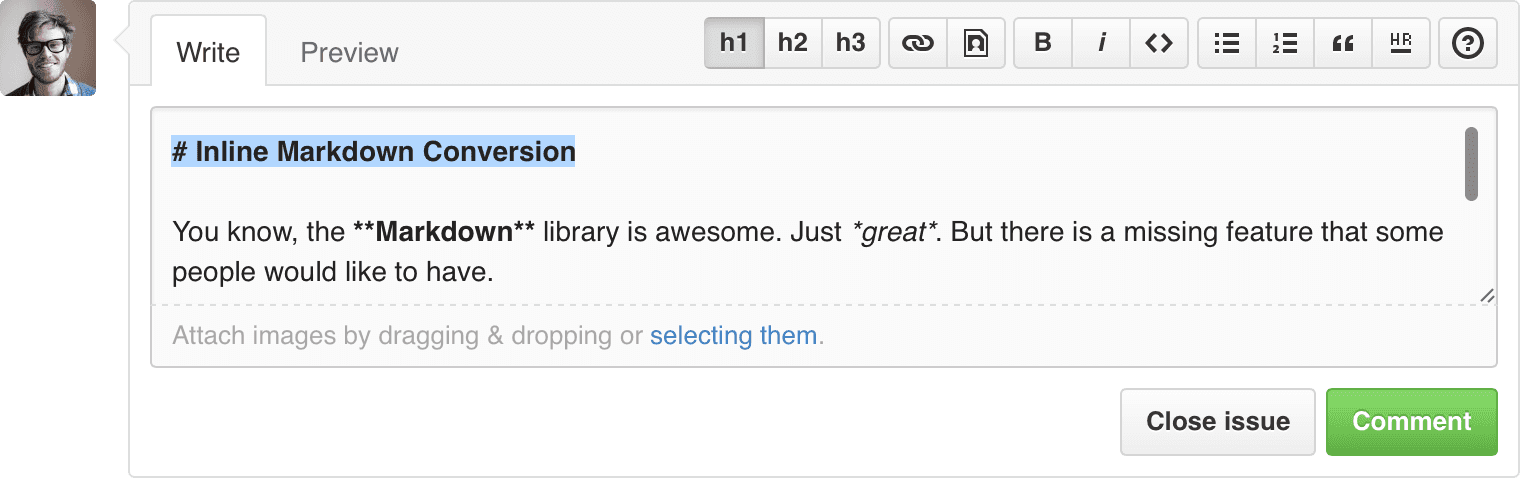 Write Preview h1 h2 h3 B i <> 1 2 “ HR ?
# Inline Markdown Conversion
You know, the **Markdown** library is awesome. Just *great*. But there is a missing feature that some
people would like to have.
Attach images by dragging & dropping or selecting them.
Close issue Comment